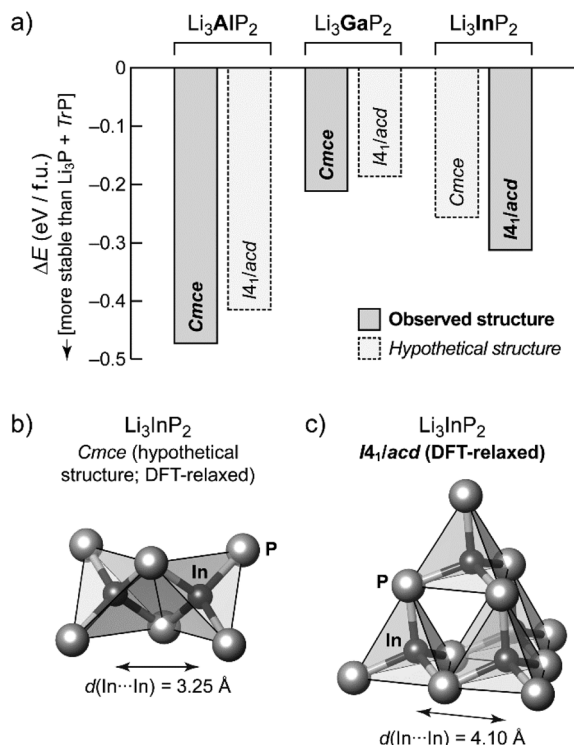 a)
Li₃AlP₂ Li₃GaP₂ Li₃InP₂
0
−0.1
−0.2
−0.3
−0.4
−0.5
ΔE (eV / f.u.)
← [more stable than Li₃P + TrP]
Cmce
I4₁/acd
Cmce
I4₁/acd
Cmce
I4₁/acd
Observed structure
Hypothetical structure
b)
Li₃InP₂
Cmce (hypothetical
structure; DFT-relaxed)
P
In
d(In···In) = 3.25 Å
c)
Li₃InP₂
I4₁/acd (DFT-relaxed)
P
In
d(In···In) = 4.10 Å